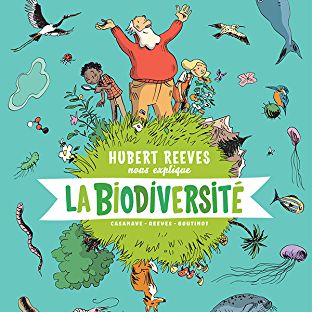 HUBERT REEVES
nous explique
LA BIODIVERSITÉ
CASANAVE - REEVES - BOUTINOT